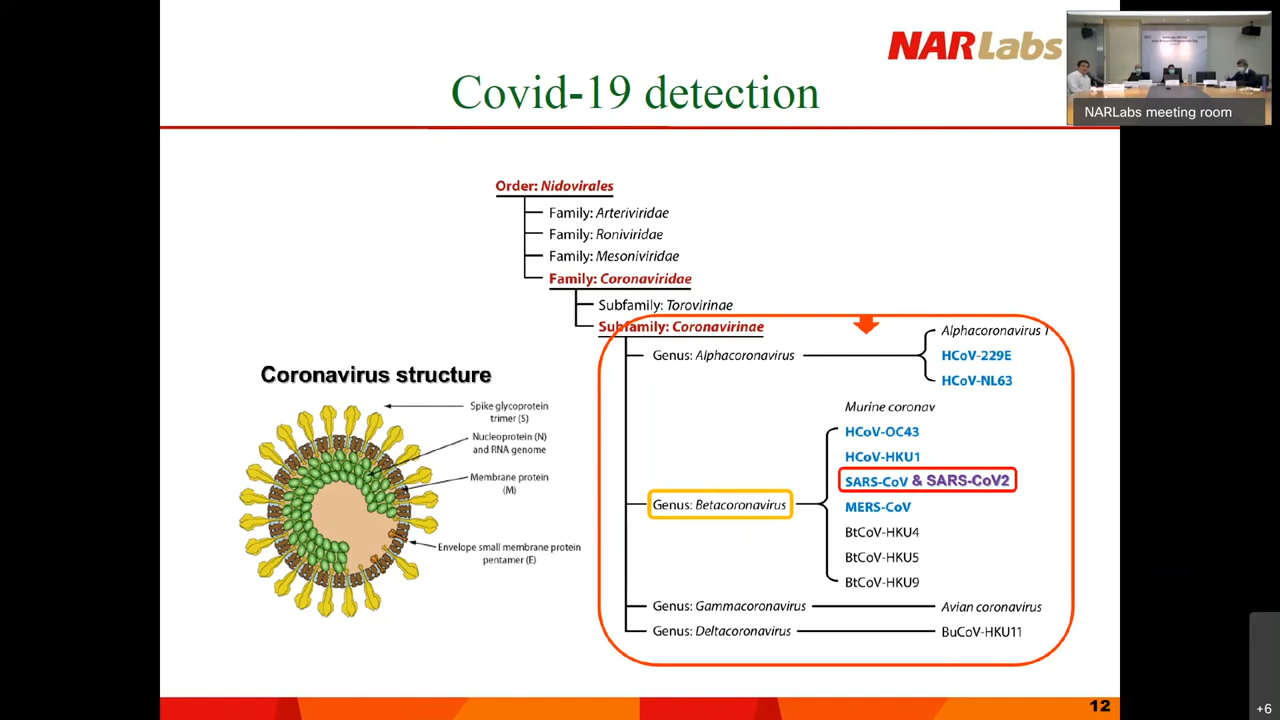 NARLabs
NARLabs meeting room
Covid-19 detection
Order: Nidovirales
Family: Arteriviridae
Family: Roniviridae
Family: Mesoniviridae
Family: Coronaviridae
Subfamily: Torovirinae
Subfamily: Coronavirinae
Genus: Alphacoronavirus
Alphacoronavirus 1
HCoV-229E
HCoV-NL63
Murine coronav
HCoV-OC43
HCoV-HKU1
SARS-CoV & SARS-CoV2
Genus: Betacoronavirus
MERS-CoV
BtCoV-HKU4
BtCoV-HKU5
BtCoV-HKU9
Genus: Gammacoronavirus
Avian coronavirus
Genus: Deltacoronavirus
BuCoV-HKU11
Coronavirus structure
Spike glycoprotein
trimer (S)
Nucleoprotein (N)
and RNA genome
Membrane protein
(M)
Envelope small membrane protein
pentamer (E)
12
+6